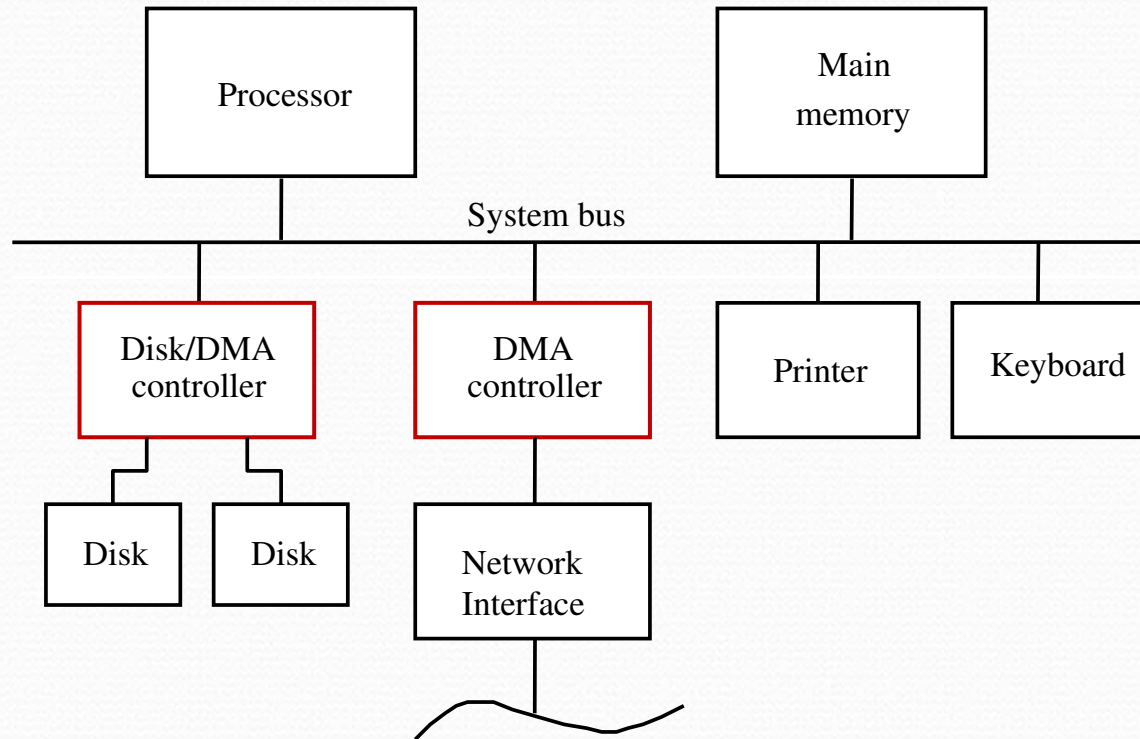 Processor
Main
memory
System bus
Disk/DMA
controller
DMA
controller
Printer
Keyboard
Disk
Disk
Network
Interface